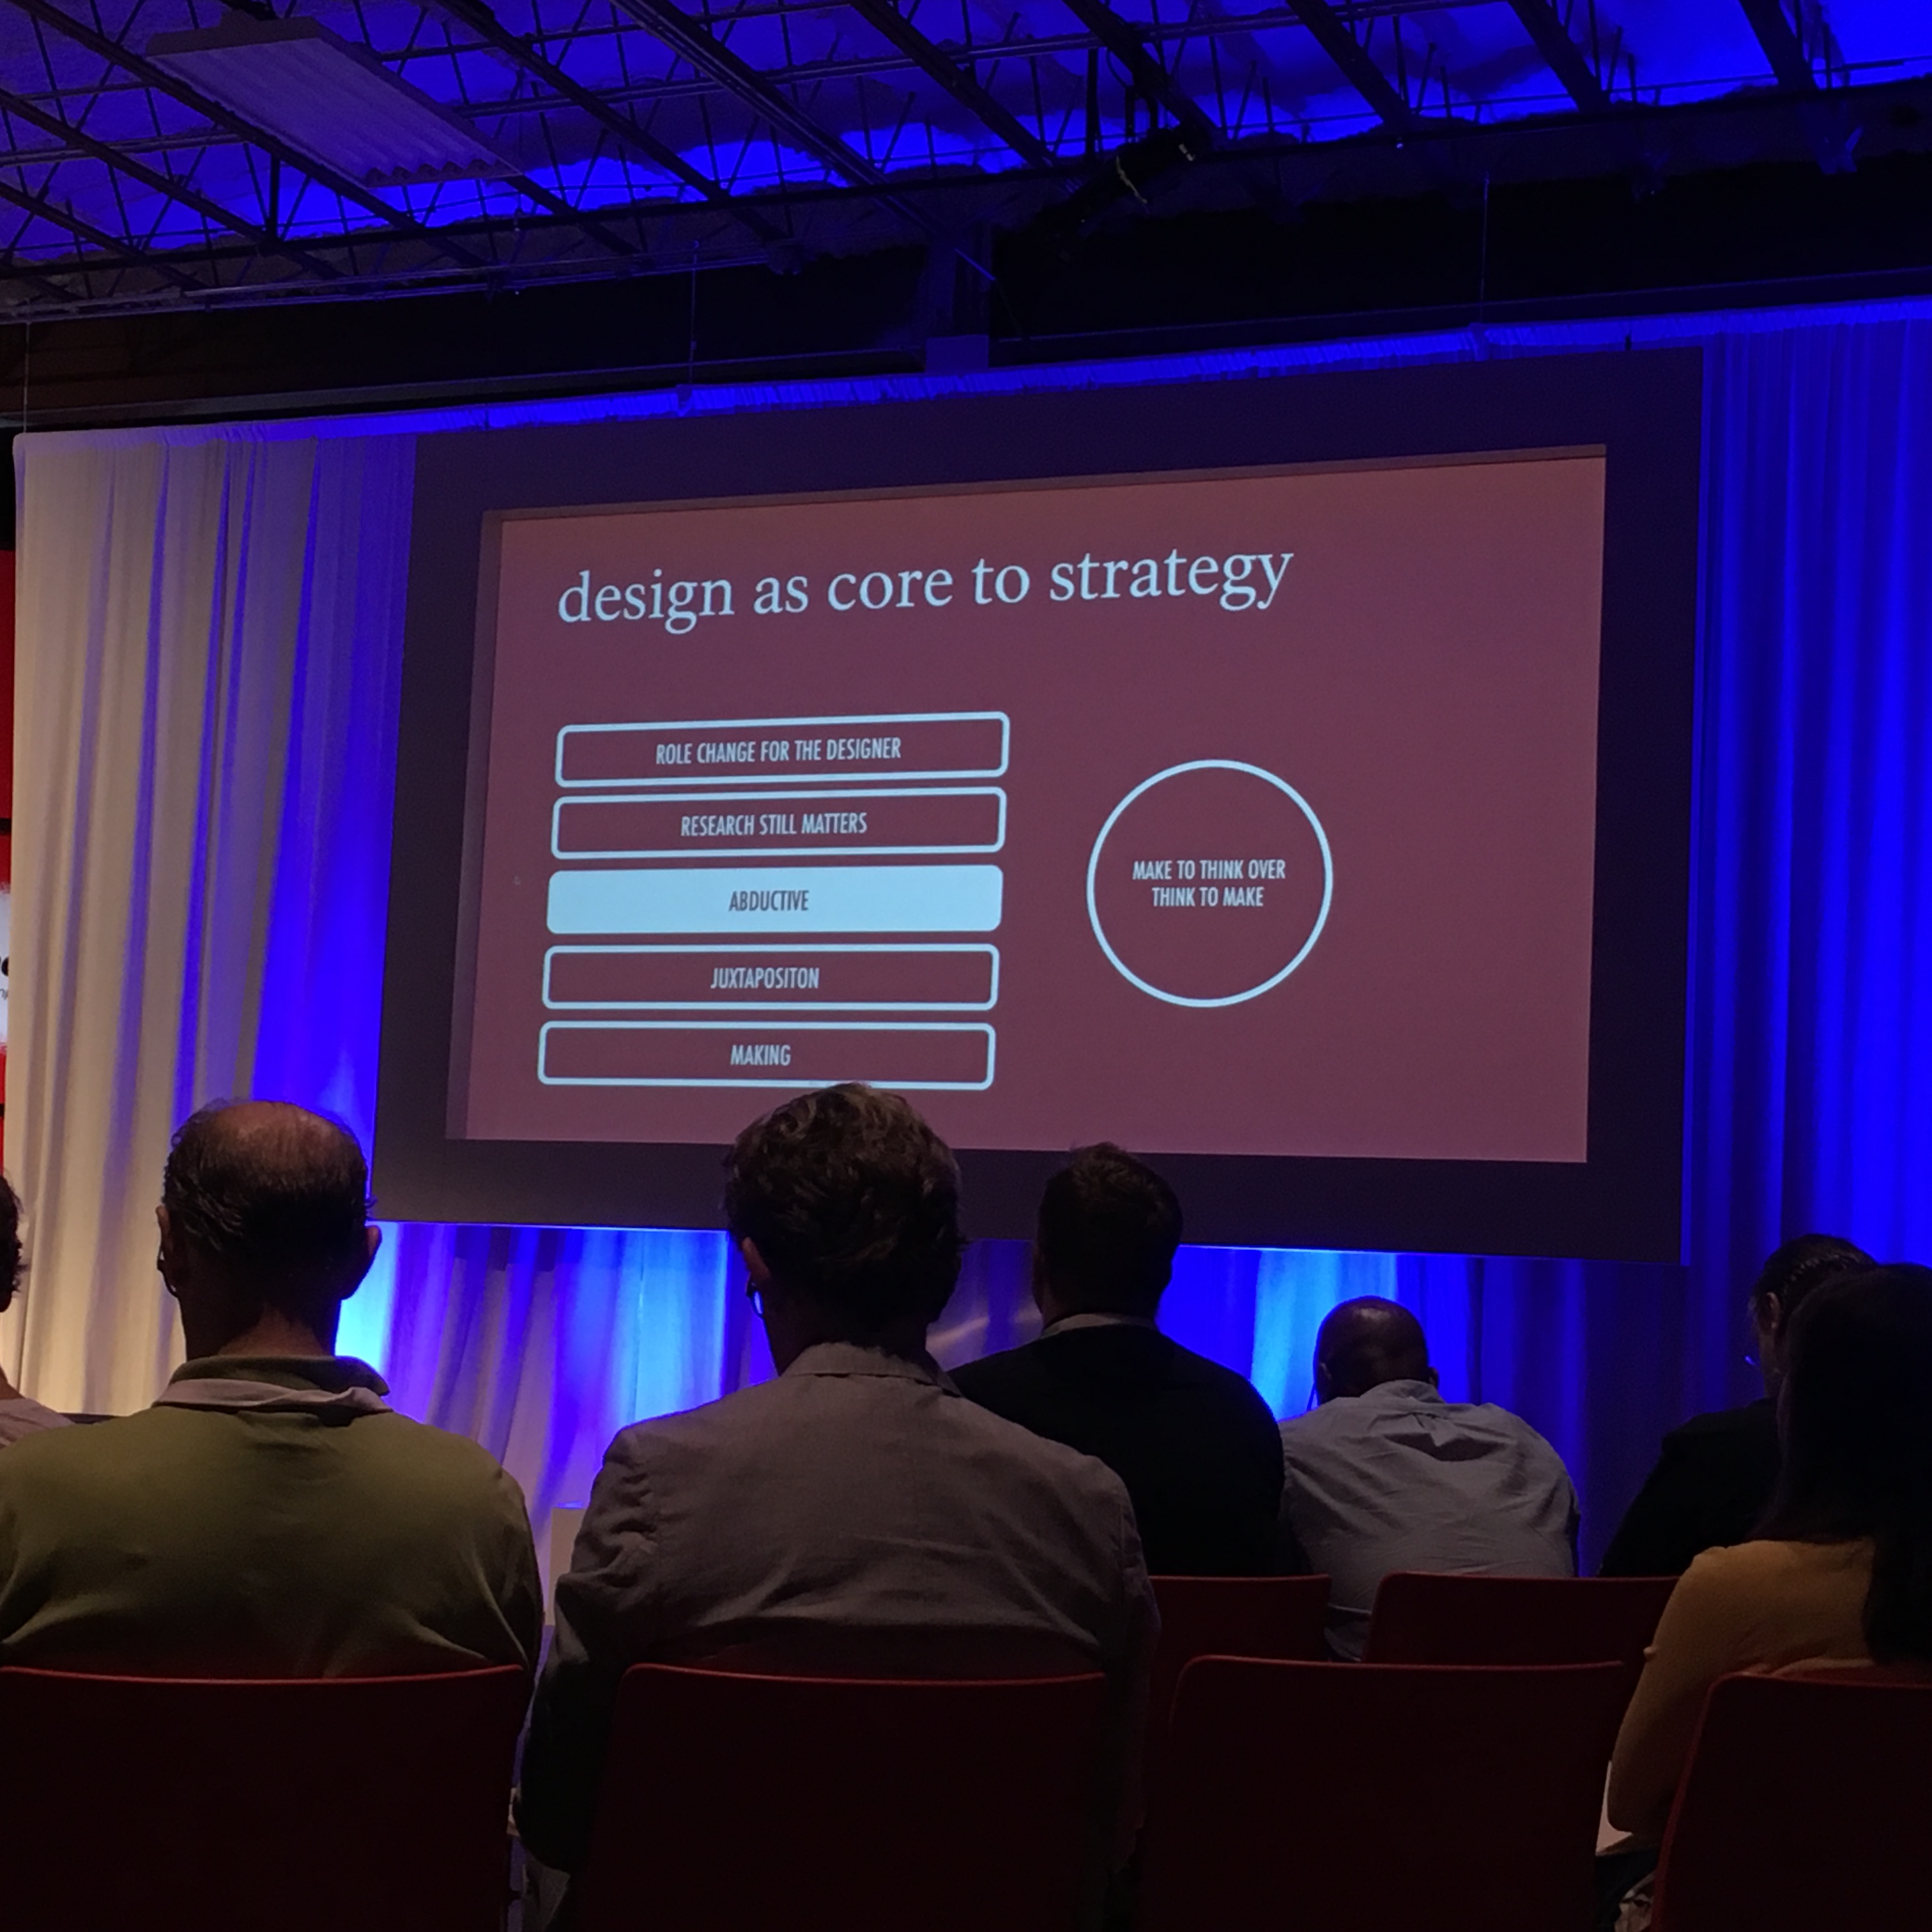 design as core to strategy
ROLE CHANGE FOR THE DESIGNER
RESEARCH STILL MATTERS
ABDUCTIVE
JUXTAPOSITON
MAKING
MAKE TO THINK OVER
THINK TO MAKE